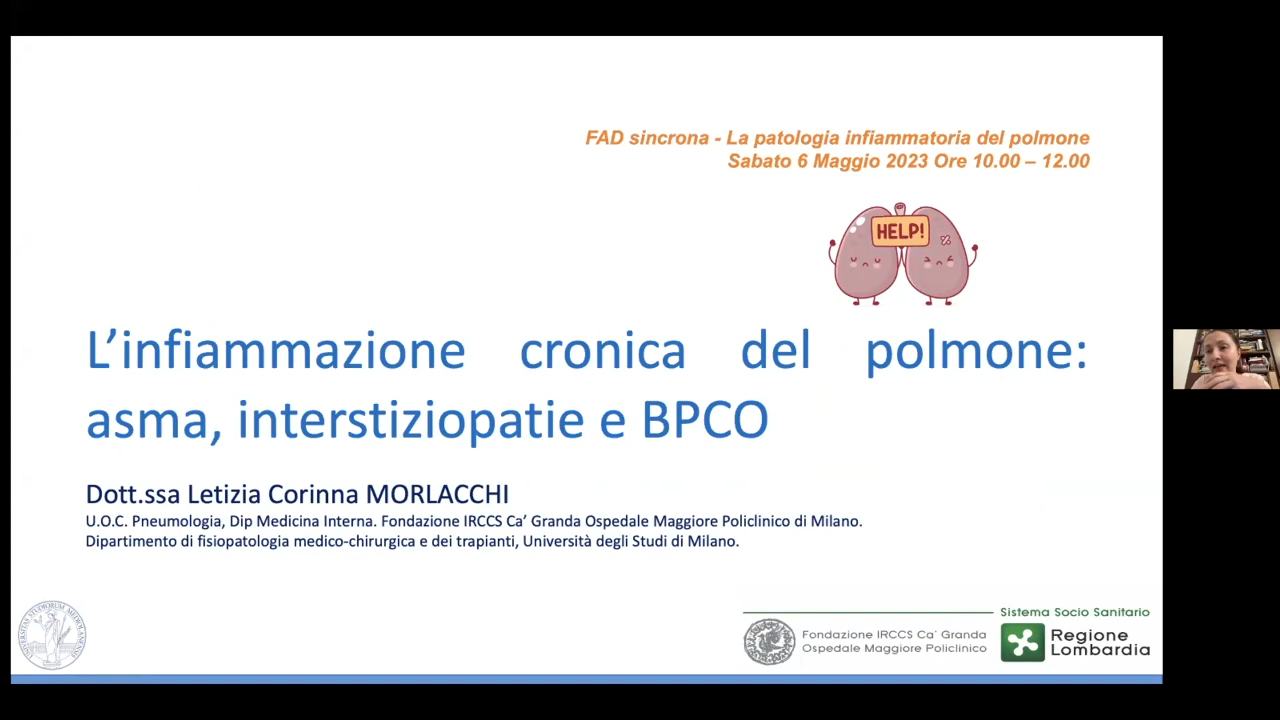 FAD sincrona - La patologia infiammatoria del polmone
Sabato 6 Maggio 2023 Ore 10.00 – 12.00
HELP!
L’infiammazione cronica del polmone:
asma, interstiziopatie e BPCO
Dott.ssa Letizia Corinna MORLACCHI
U.O.C. Pneumologia, Dip Medicina Interna. Fondazione IRCCS Ca’ Granda Ospedale Maggiore Policlinico di Milano.
Dipartimento di fisiopatologia medico-chirurgica e dei trapianti, Università degli Studi di Milano.
Sistema Socio Sanitario
Fondazione IRCCS Ca' Granda
Ospedale Maggiore Policlinico
Regione
Lombardia